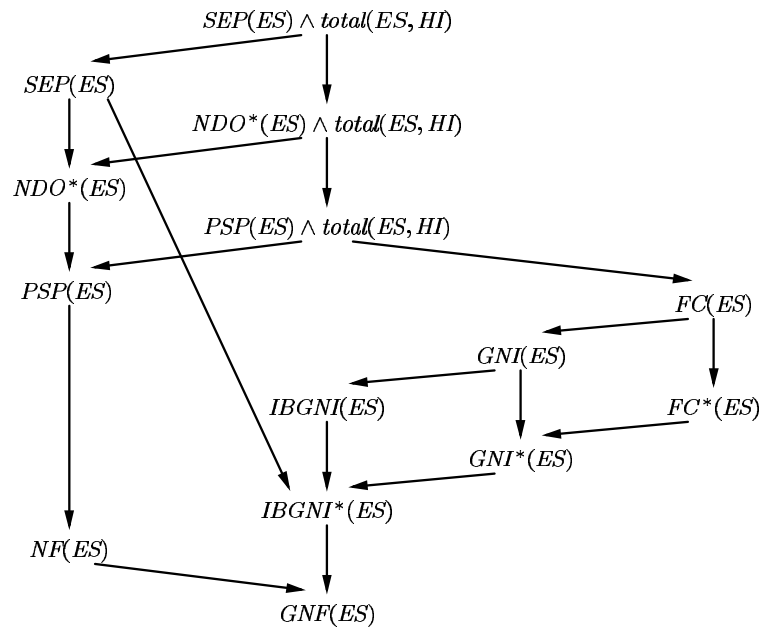 SEP(ES) ∧ total(ES, HI)
SEP(ES)
NDO*(ES) ∧ total(ES, HI)
NDO*(ES)
PSP(ES) ∧ total(ES, HI)
PSP(ES)
FC(ES)
GNI(ES)
IBGNI(ES)
FC*(ES)
GNI*(ES)
IBGNI*(ES)
NF(ES)
GNF(ES)